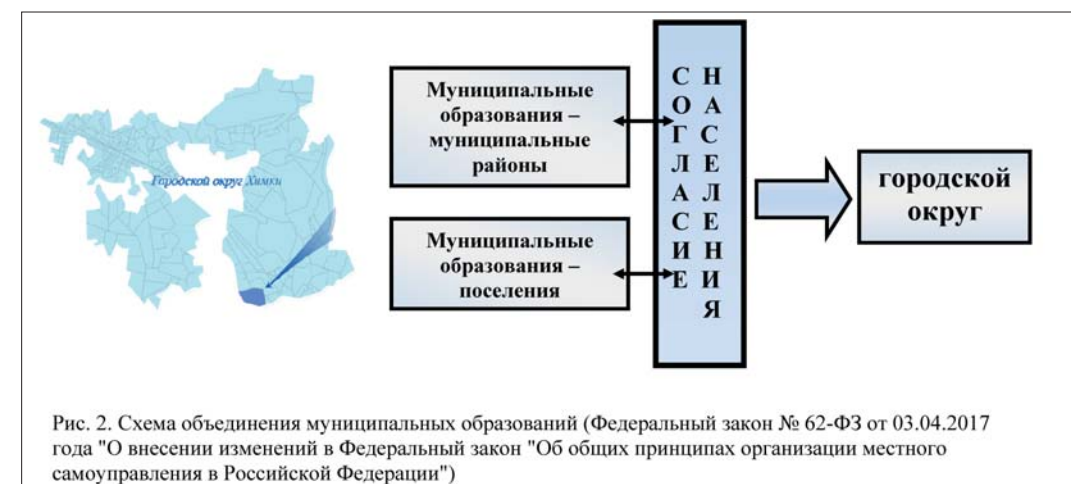 Городской округ Химки
Муниципальные
образования –
муниципальные
районы
Муниципальные
образования –
поселения
СОГЛАСИЕ
НАСЕЛЕНИЯ
городской
округ
Рис. 2. Схема объединения муниципальных образований (Федеральный закон № 62-ФЗ от 03.04.2017
года "О внесении изменений в Федеральный закон "Об общих принципах организации местного
самоуправления в Российской Федерации")